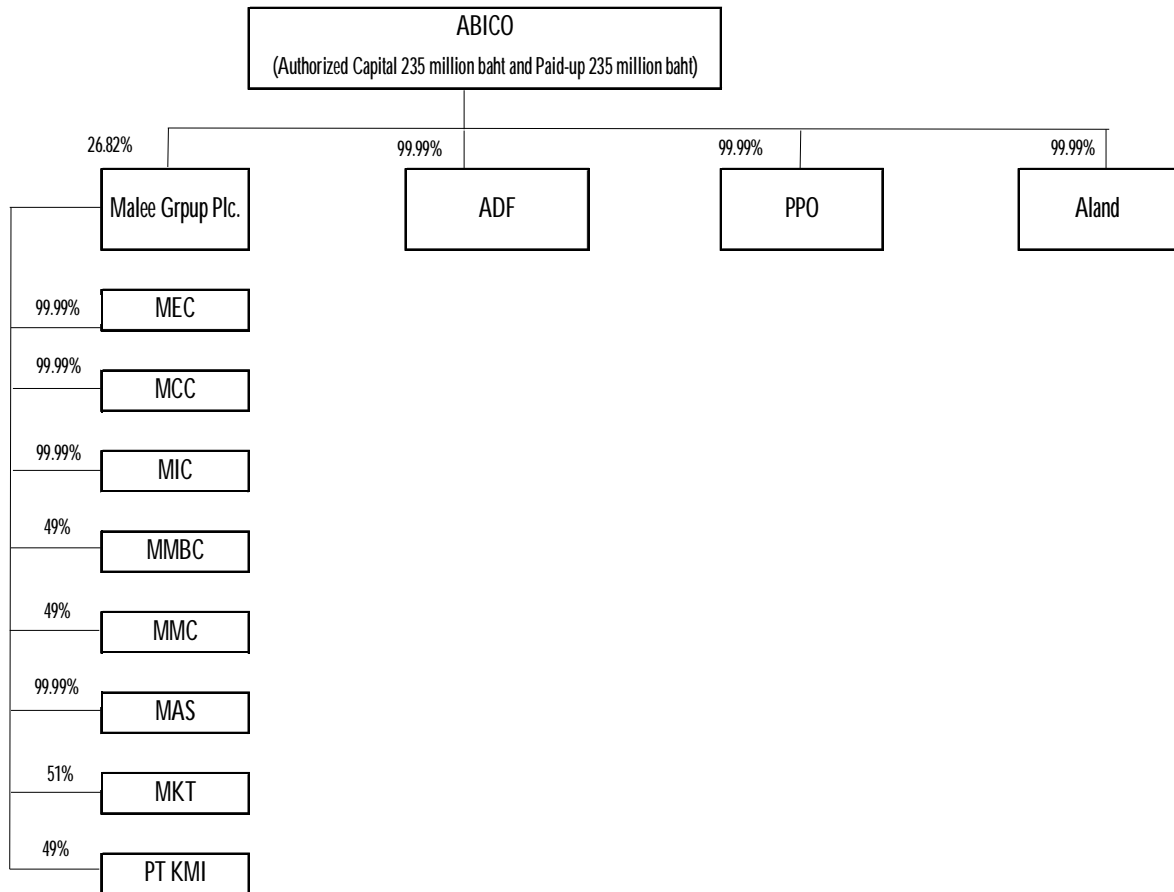 ABICO
(Authorized Capital 235 million baht and Paid-up 235 million baht)
26.82%
99.99%
99.99%
99.99%
Malee Grpup Plc.
ADF
PPO
Aland
99.99%
MEC
99.99%
MCC
99.99%
MIC
49%
MMBC
49%
MMC
99.99%
MAS
51%
MKT
49%
PT KMI